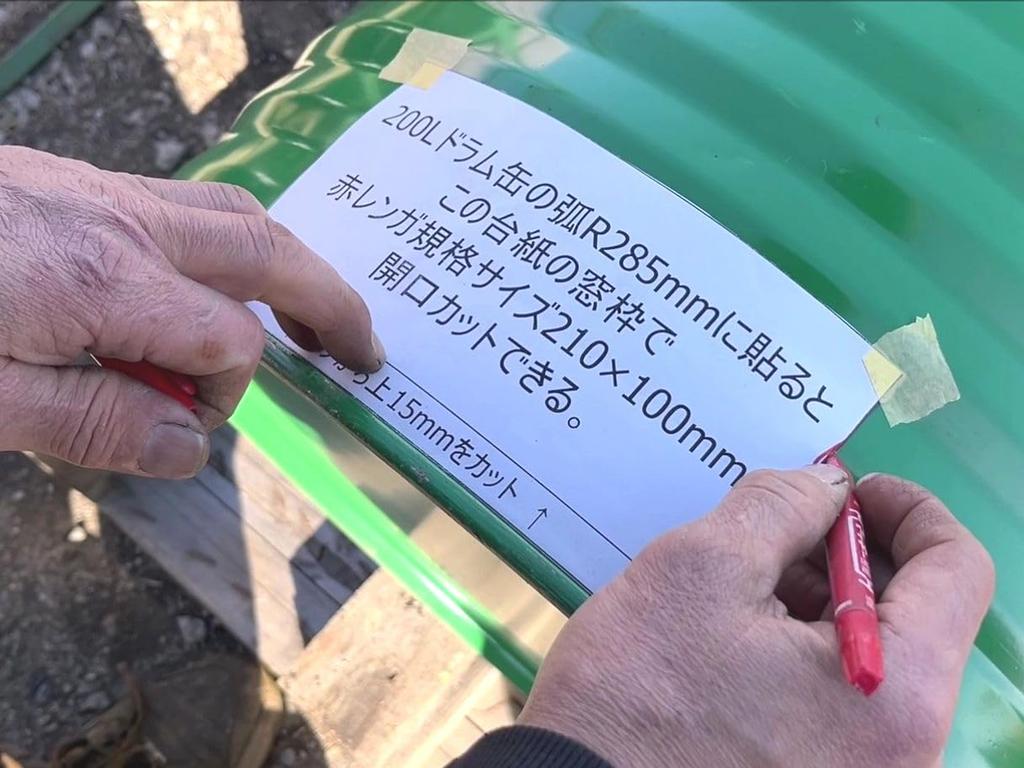 200Lドラム缶の弧R285mmに貼ると
この台紙の窓枠で
赤レンガ規格サイズ210×100mm
開口カットできる。
上15mmをカット ↑